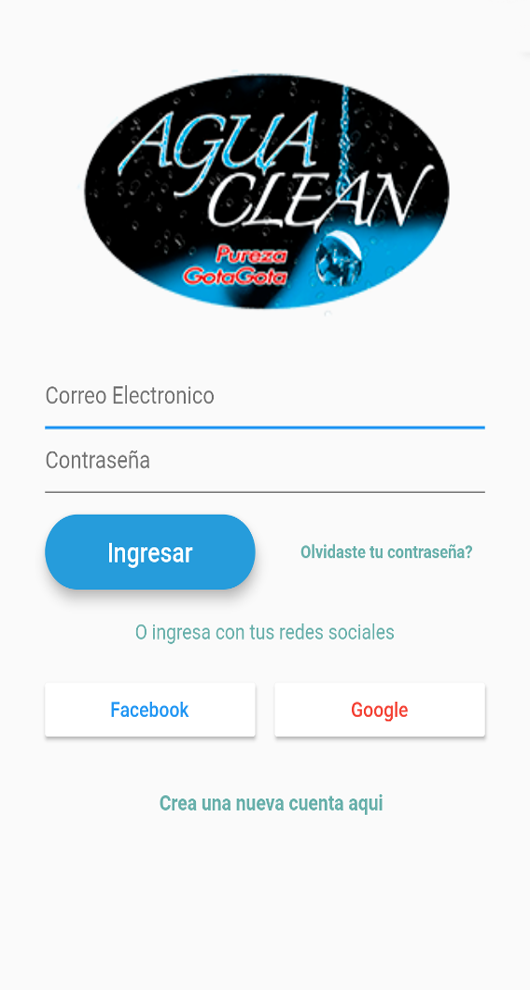 AGUA
CLEAN
Pureza
GotaGota
Correo Electronico
Contraseña
Ingresar
Olvidaste tu contraseña?
O ingresa con tus redes sociales
Facebook
Google
Crea una nueva cuenta aqui